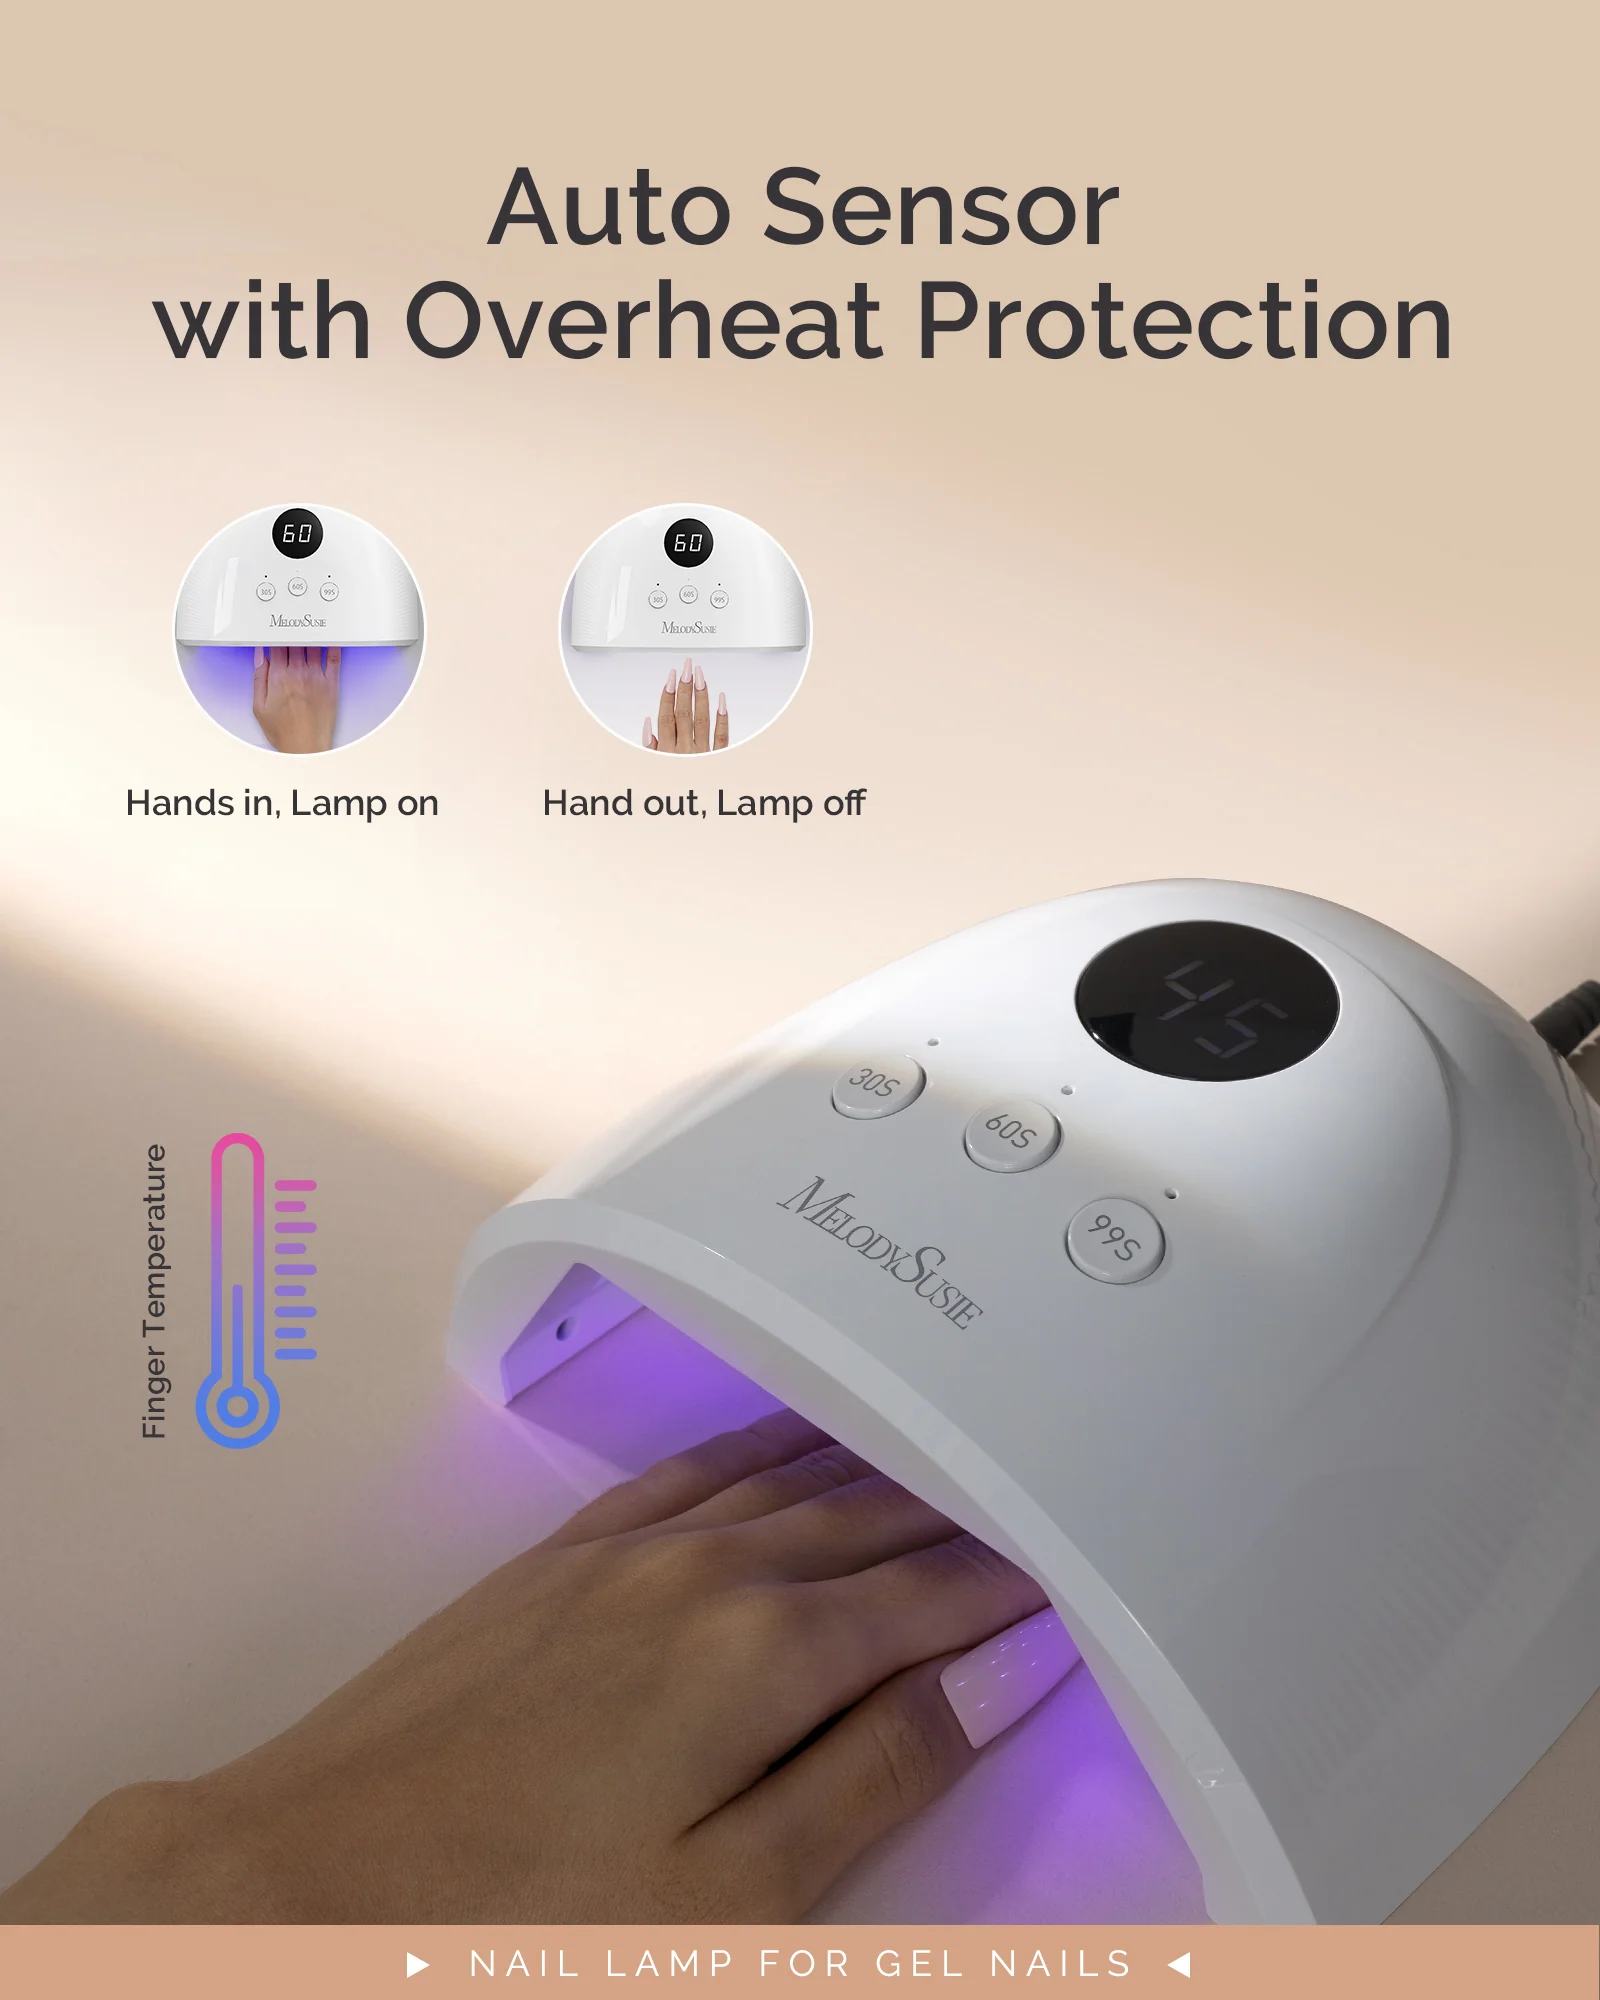 Auto Sensor
with Overheat Protection
60
30S 60S 99S
MELODYSUSIE
60
30S 60S 99S
MELODYSUSIE
Hands in, Lamp on
Hand out, Lamp off
45
30S
60S
99S
MELODYSUSIE
Finger Temperature
NAIL LAMP FOR GEL NAILS